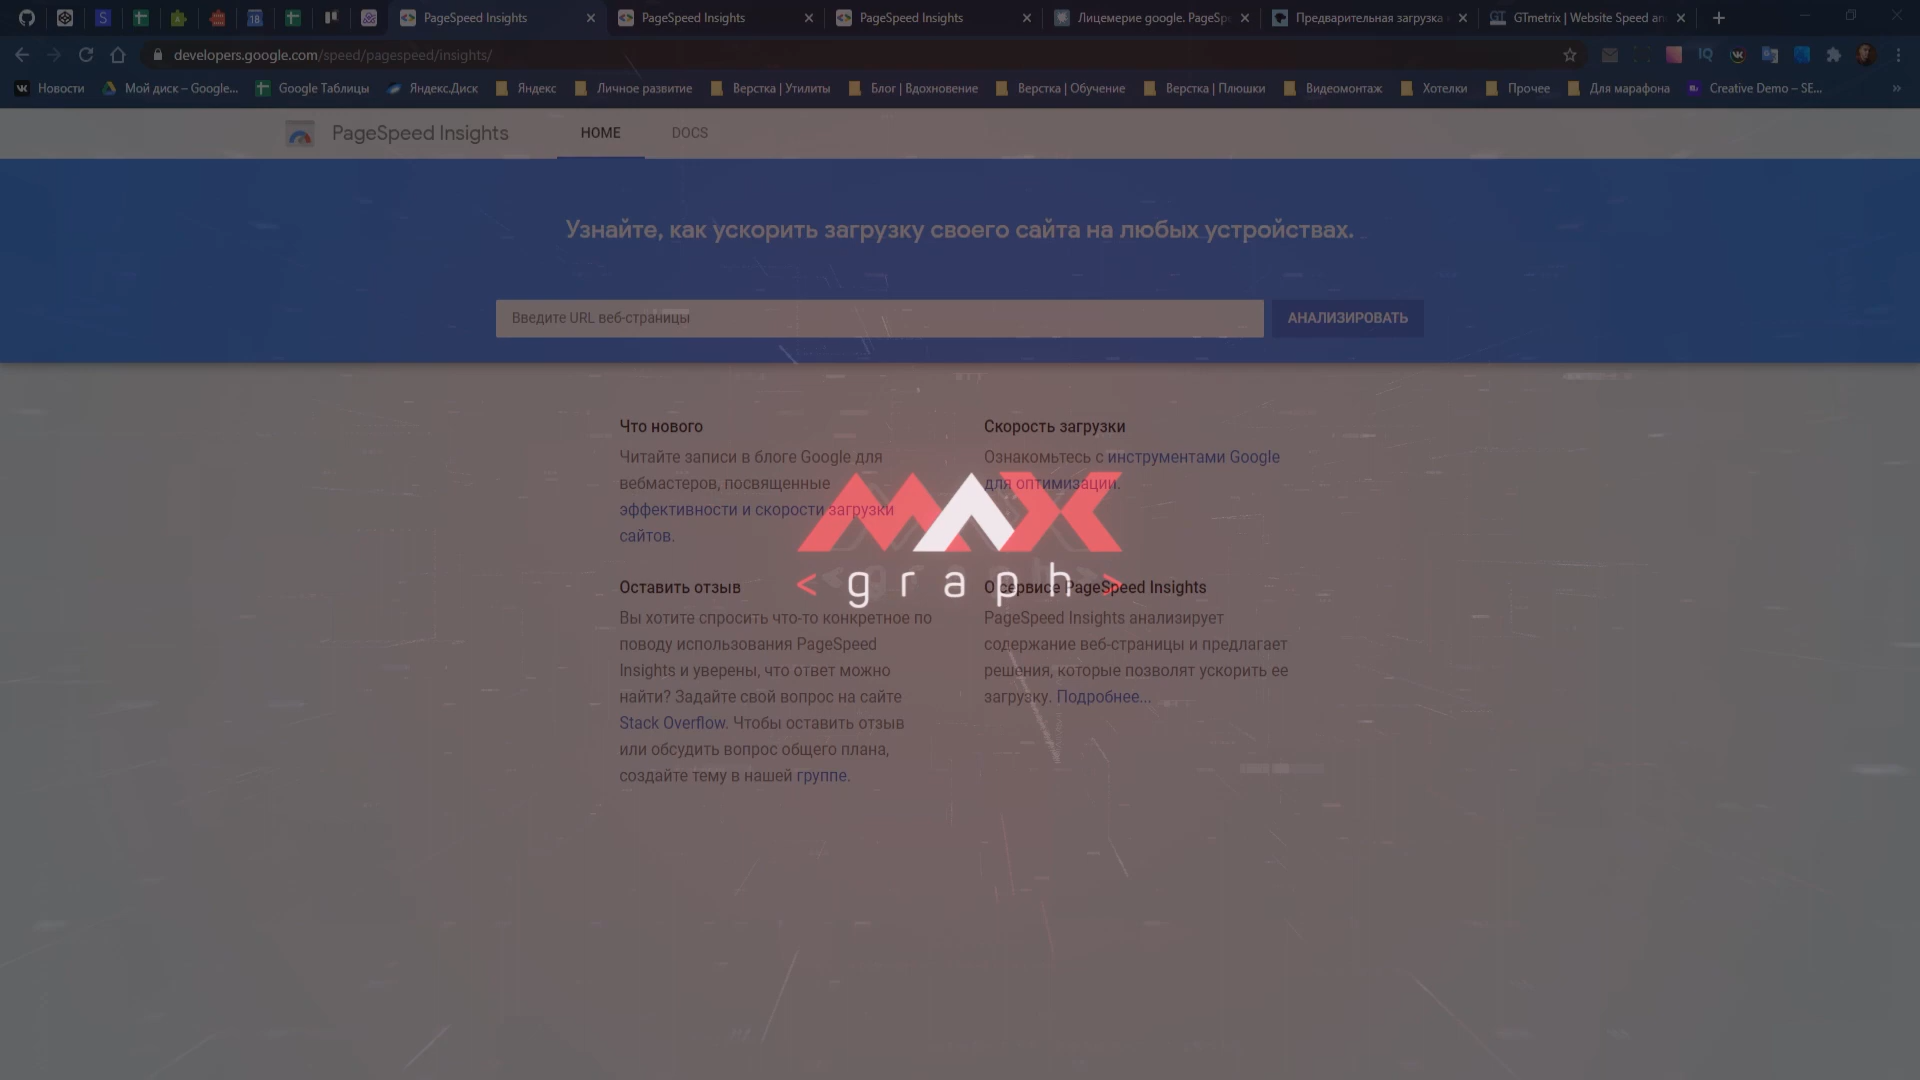 PageSpeed Insights
PageSpeed Insights
PageSpeed Insights
Лицемерие google. PageSp
Предварительная загрузка
GTmetrix | Website Speed an
developers.google.com/speed/pagespeed/insights/
Новости
Мой диск – Google...
Google Таблицы
Яндекс.Диск
Яндекс
Личное развитие
Верстка | Утилиты
Блог | Вдохновение
Верстка | Обучение
Верстка | Плюшки
Видеомонтаж
Хотелки
Прочее
Для марафона
Creative Demo – SE...
PageSpeed Insights
HOME
DOCS
Узнайте, как ускорить загрузку своего сайта на любых устройствах.
Введите URL веб-страницы
АНАЛИЗИРОВАТЬ
Что нового
Читайте записи в блоге Google для
вебмастеров, посвященные
эффективности и скорости загрузки
сайтов.
Скорость загрузки
Ознакомьтесь с инструментами Google
для оптимизации.
MAX
<graph>
Оставить отзыв
Вы хотите спросить что-то конкретное по
поводу использования PageSpeed
Insights и уверены, что ответ можно
найти? Задайте свой вопрос на сайте
Stack Overflow. Чтобы оставить отзыв
или обсудить вопрос общего плана,
создайте тему в нашей группе.
О сервисе PageSpeed Insights
PageSpeed Insights анализирует
содержание веб-страницы и предлагает
решения, которые позволят ускорить ее
загрузку. Подробнее...